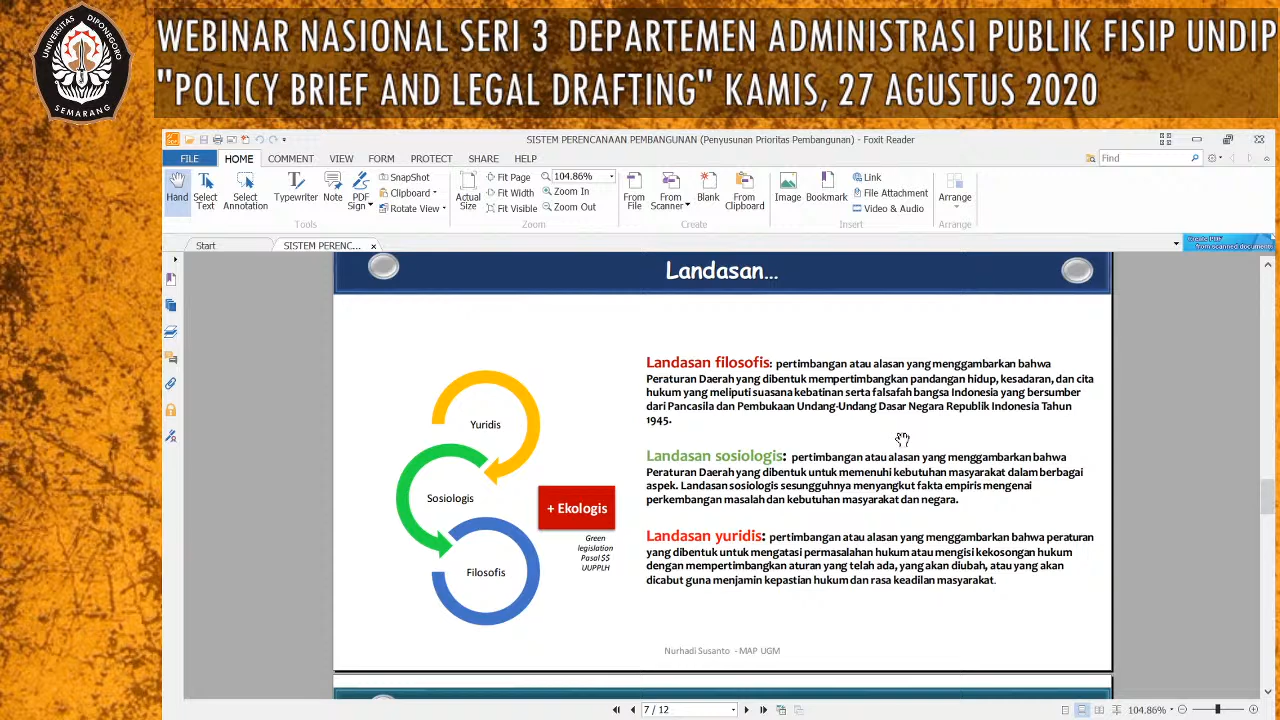 WEBINAR NASIONAL SERI 3 DEPARTEMEN ADMINISTRASI PUBLIK FISIP UNDIP
"POLICY BRIEF AND LEGAL DRAFTING" KAMIS, 27 AGUSTUS 2020
UNIVERSITAS DIPONEGORO
SEMARANG
SISTEM PERENCANAAN PEMBANGUNAN (Penyusunan Prioritas Pembangunan) - Foxit Reader
FILE HOME COMMENT VIEW FORM PROTECT SHARE HELP
Find
Hand
Select Text
Select Annotation
Typewriter
Note
PDF Sign
SnapShot
Clipboard
Rotate View
Tools
Actual Size
Fit Page
Fit Width
Fit Visible
104.86%
Zoom In
Zoom Out
Zoom
From File
From Scanner
Blank
From Clipboard
Create
Image
Bookmark
Link
File Attachment
Video & Audio
Insert
Arrange
Arrange
Start
SISTEM PERENC...
Create PDF
from scanned documents
Landasan...
Yuridis
Sosiologis
Filosofis
+ Ekologis
Green
legislation
Pasal $$
UUPPLH
Landasan filosofis: pertimbangan atau alasan yang menggambarkan bahwa
Peraturan Daerah yang dibentuk mempertimbangkan pandangan hidup, kesadaran, dan cita
hukum yang meliputi suasana kebatinan serta falsafah bangsa Indonesia yang bersumber
dari Pancasila dan Pembukaan Undang-Undang Dasar Negara Republik Indonesia Tahun
1945.
Landasan sosiologis: pertimbangan atau alasan yang menggambarkan bahwa
Peraturan Daerah yang dibentuk untuk memenuhi kebutuhan masyarakat dalam berbagai
aspek. Landasan sosiologis sesungguhnya menyangkut fakta empiris mengenai
perkembangan masalah dan kebutuhan masyarakat dan negara.
Landasan yuridis: pertimbangan atau alasan yang menggambarkan bahwa peraturan
yang dibentuk untuk mengatasi permasalahan hukum atau mengisi kekosongan hukum
dengan mempertimbangkan aturan yang telah ada, yang akan diubah, atau yang akan
dicabut guna menjamin kepastian hukum dan rasa keadilan masyarakat.
Nurhadi Susanto - MAP UGM
7 / 12
104.86%